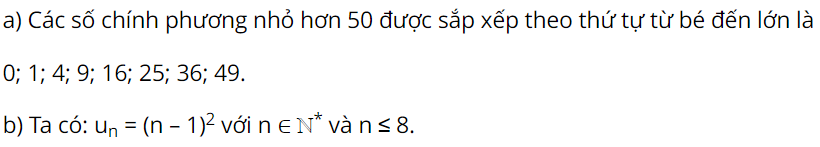 a) Các số chính phương nhỏ hơn 50 được sắp xếp theo thứ tự từ bé đến lớn là
0; 1; 4; 9; 16; 25; 36; 49.
b) Ta có: uₙ = (n – 1)² với n ∈ ℕ* và n ≤ 8.